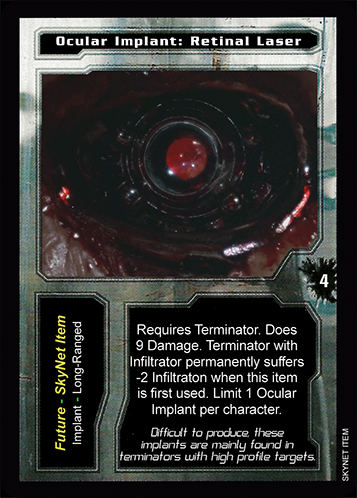 Ocular Implant: Retinal Laser
4
Future - SkyNet Item
Implant - Long-Ranged
Requires Terminator. Does
9 Damage. Terminator with
Infiltrator permanently suffers
-2 Infiltraton when this item
is first used. Limit 1 Ocular
Implant per character.
Difficult to produce, these
implants are mainly found in
terminators with high profile targets.
SKYNET ITEM